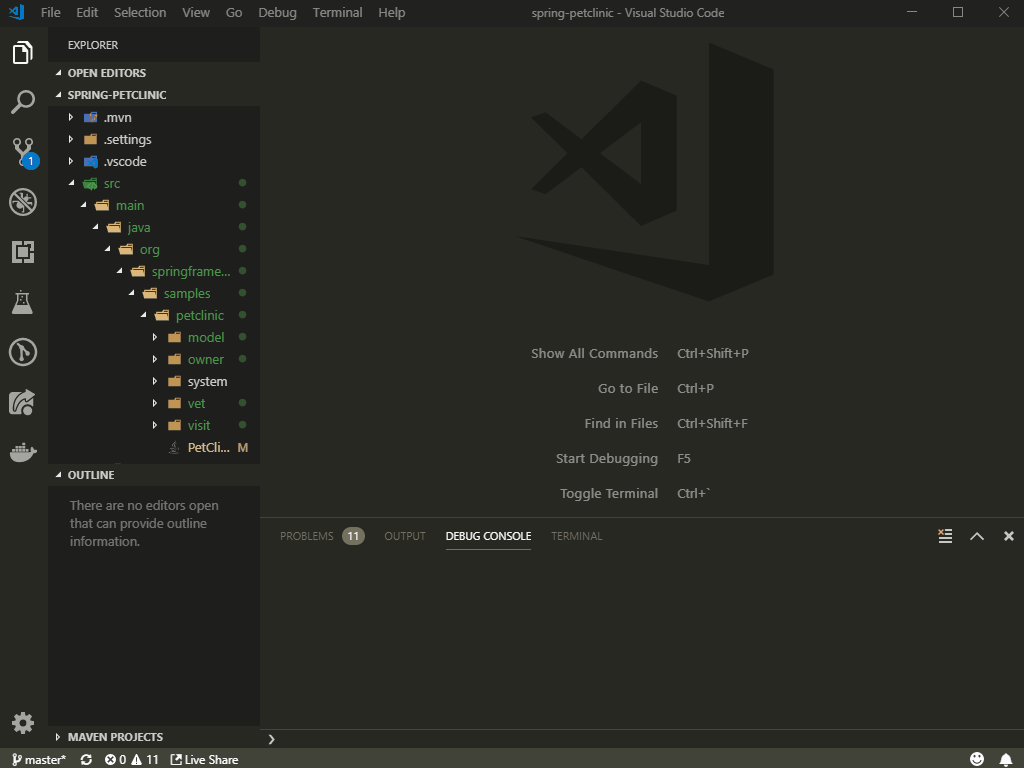 File Edit Selection View Go Debug Terminal Help
spring-petclinic - Visual Studio Code
EXPLORER
OPEN EDITORS
SPRING-PETCLINIC
.mvn
.settings
.vscode
src
main
java
org
springframe...
samples
petclinic
model
owner
system
vet
visit
PetCli... M
OUTLINE
There are no editors open
that can provide outline
information.
MAVEN PROJECTS
1
Show All Commands Ctrl+Shift+P
Go to File Ctrl+P
Find in Files Ctrl+Shift+F
Start Debugging F5
Toggle Terminal Ctrl+`
PROBLEMS 11 OUTPUT DEBUG CONSOLE TERMINAL
master* 0 11 Live Share